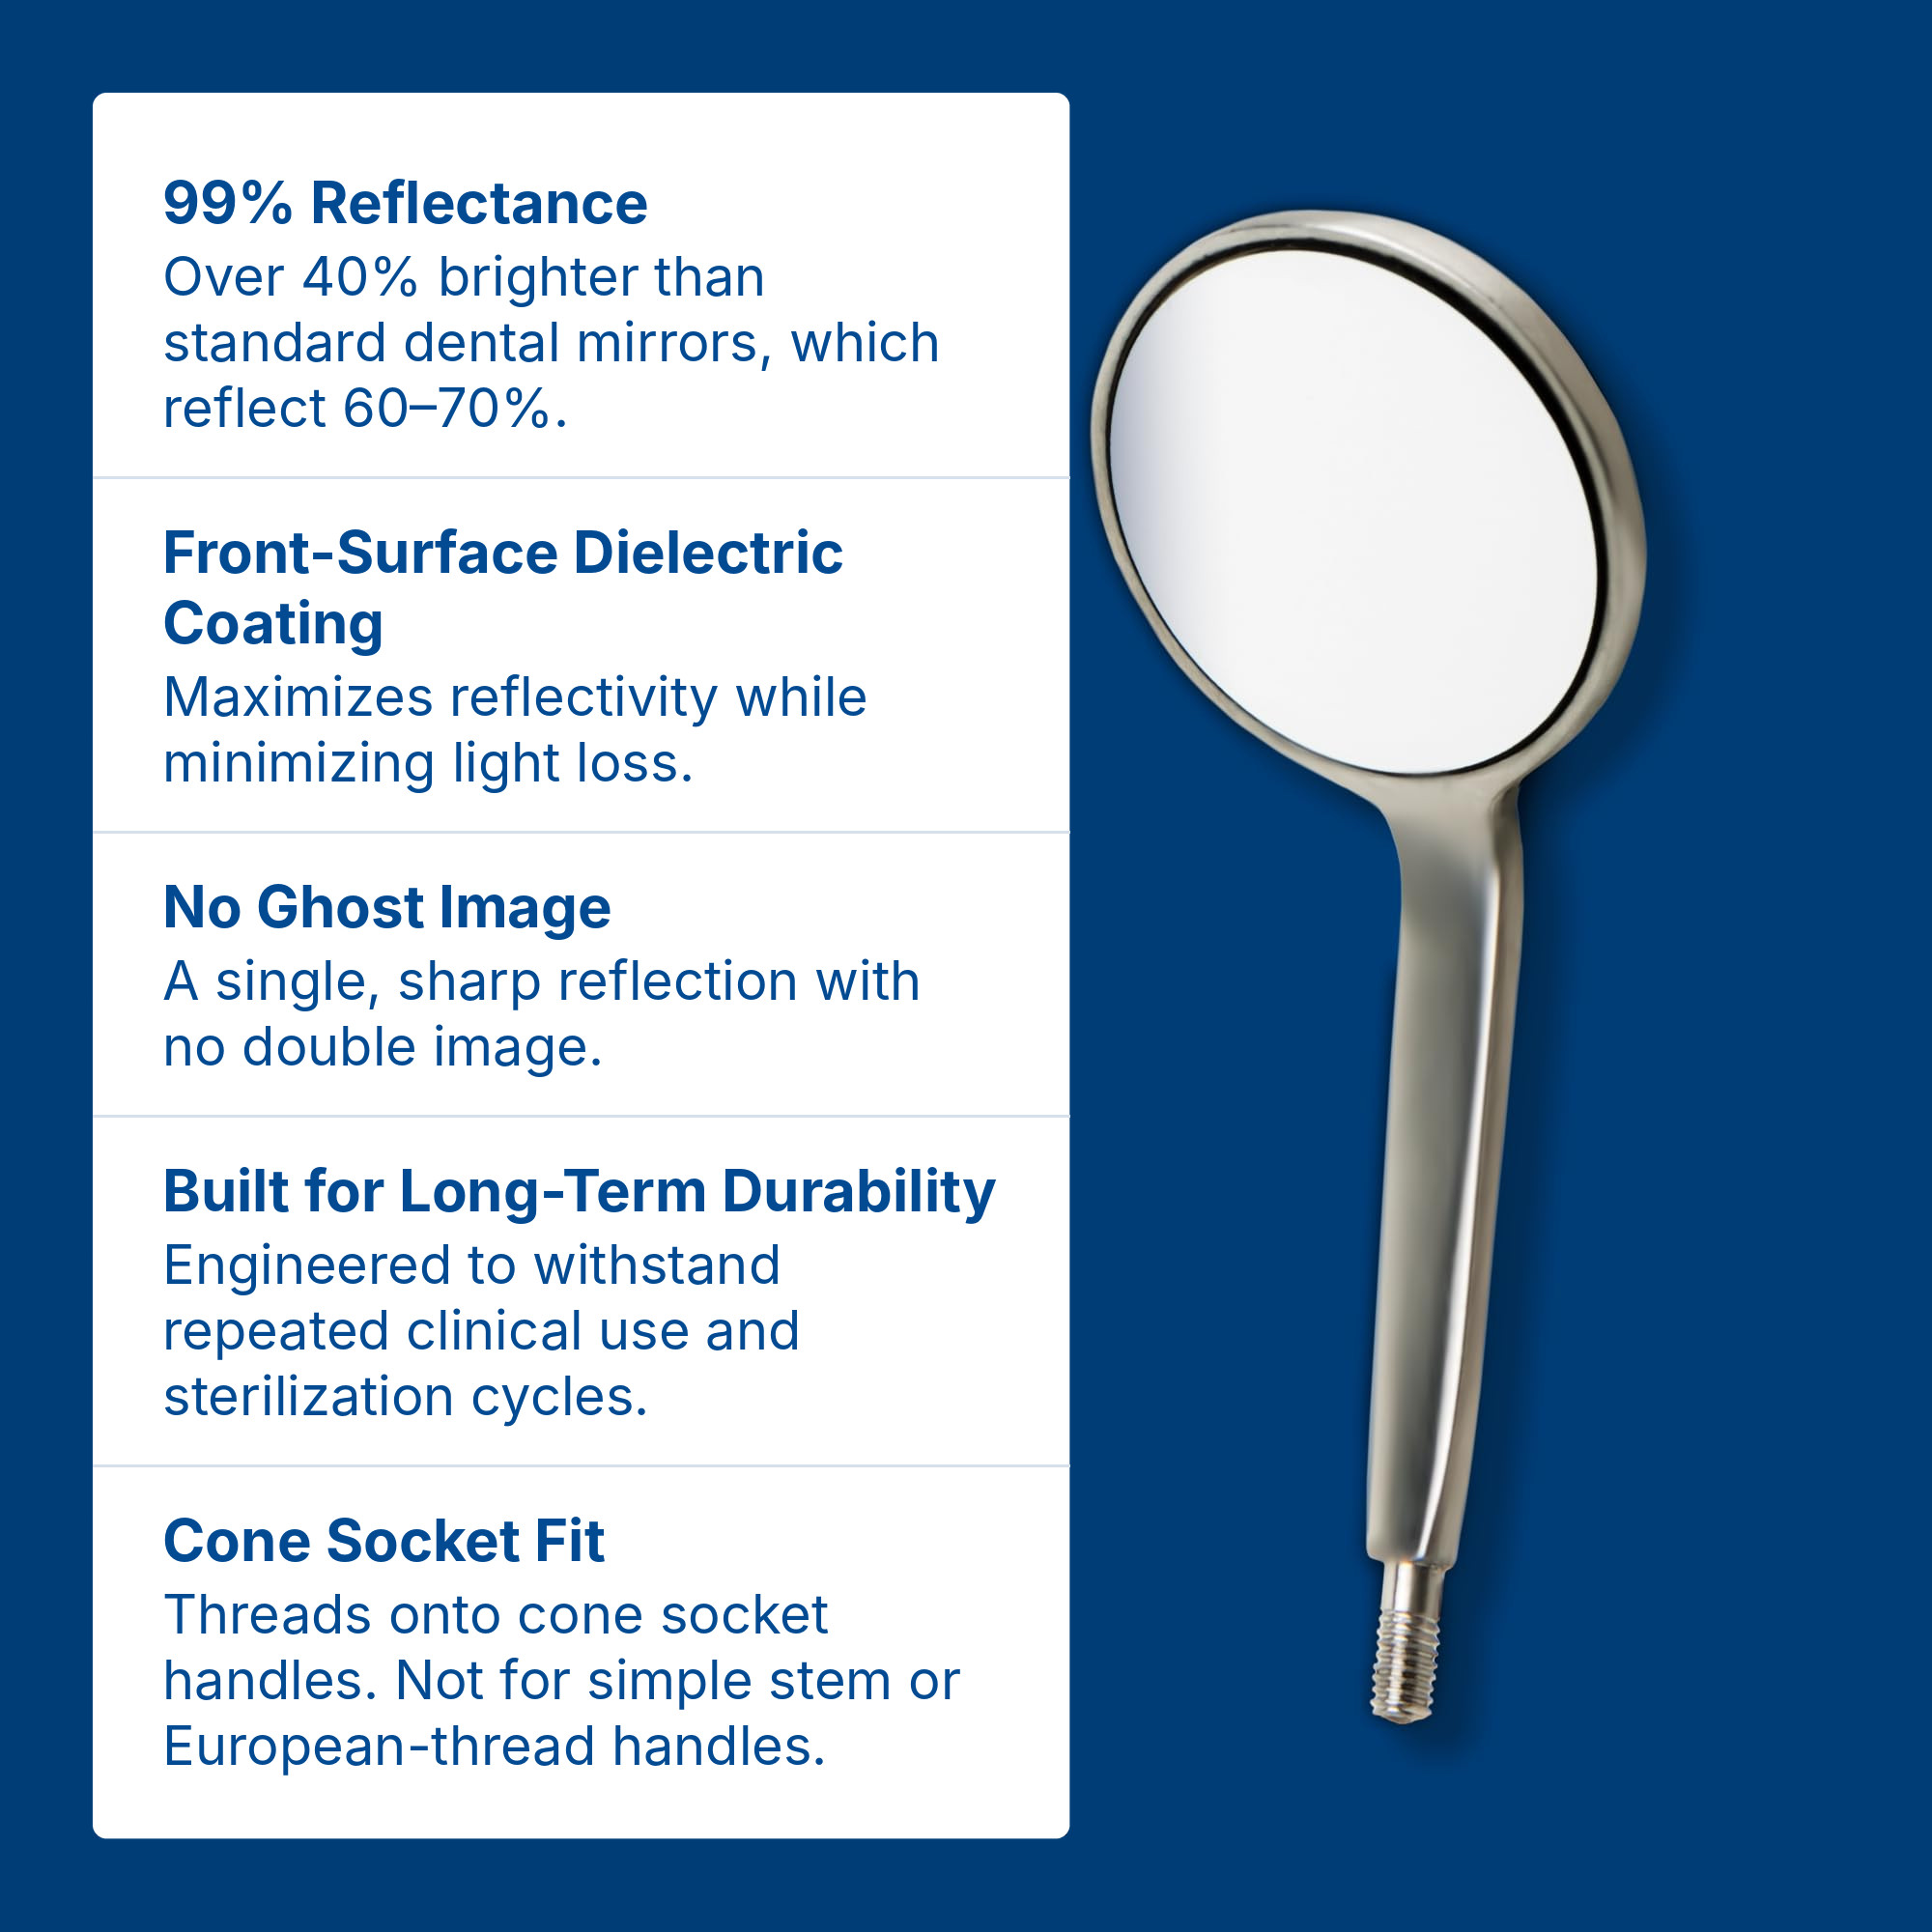 99% Reflectance
Over 40% brighter than
standard dental mirrors, which
reflect 60–70%.
Front-Surface Dielectric
Coating
Maximizes reflectivity while
minimizing light loss.
No Ghost Image
A single, sharp reflection with
no double image.
Built for Long-Term Durability
Engineered to withstand
repeated clinical use and
sterilization cycles.
Cone Socket Fit
Threads onto cone socket
handles. Not for simple stem or
European-thread handles.